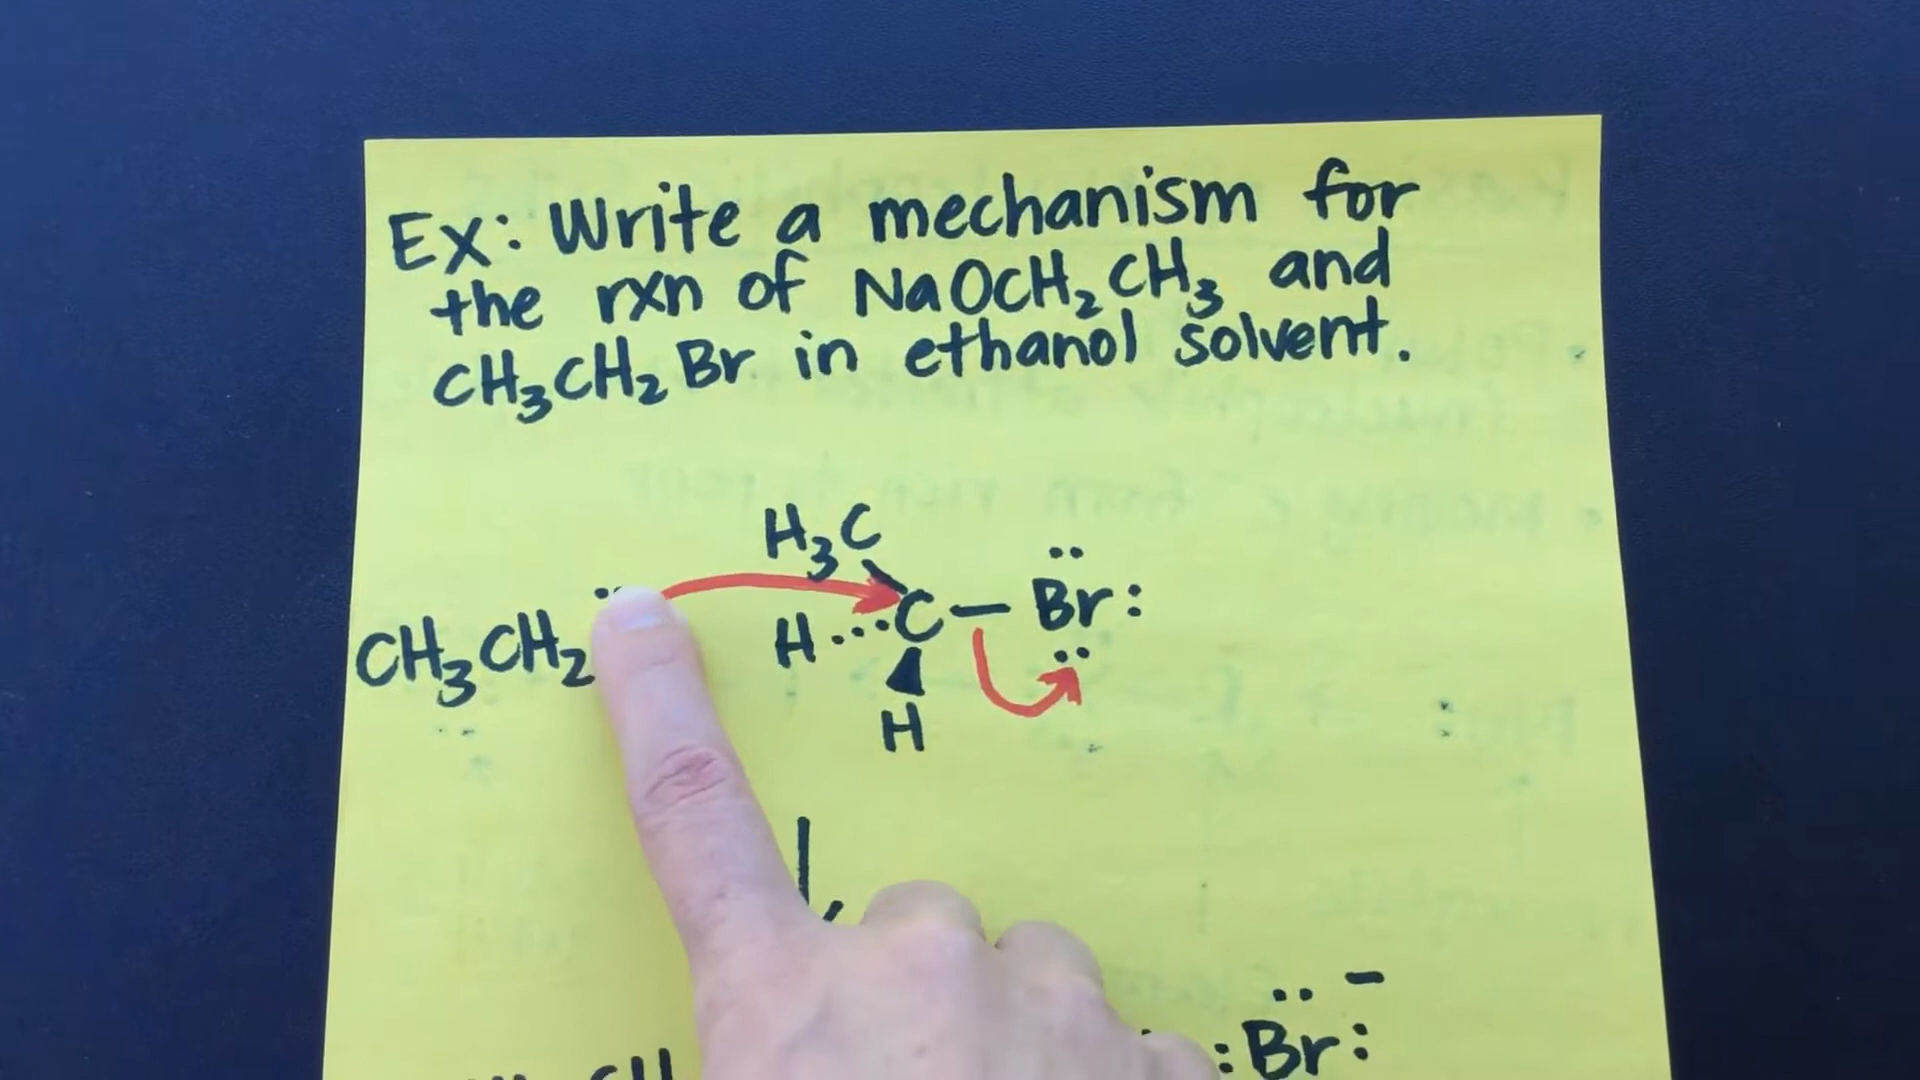 Ex: Write a mechanism for
the rxn of NaOCH₂CH₃ and
CH₃CH₂Br in ethanol solvent.
H₃C
CH₃CH₂ H···C—Br:
H
:Br:⁻